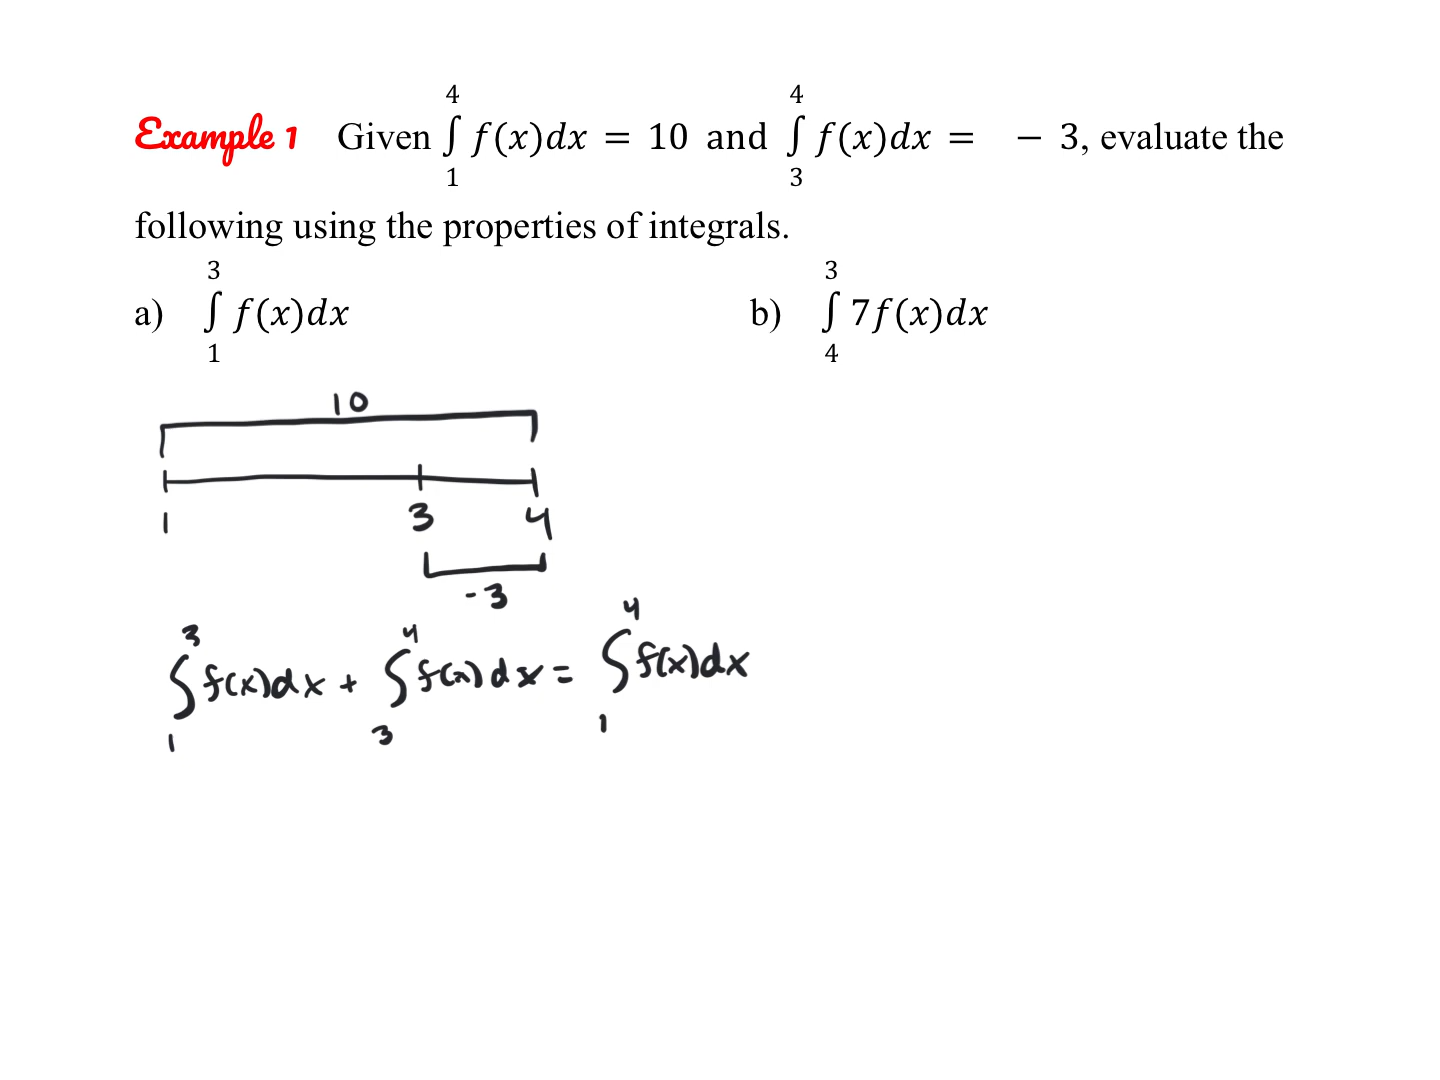 Example 1 Given ∫₁⁴ f(x)dx = 10 and ∫₃⁴ f(x)dx = − 3, evaluate the
following using the properties of integrals.
a) ∫₁³ f(x)dx b) ∫₄³ 7f(x)dx
10
1 3 4
-3
∫₁³ f(x)dx + ∫₃⁴ f(x)dx = ∫₁⁴ f(x)dx